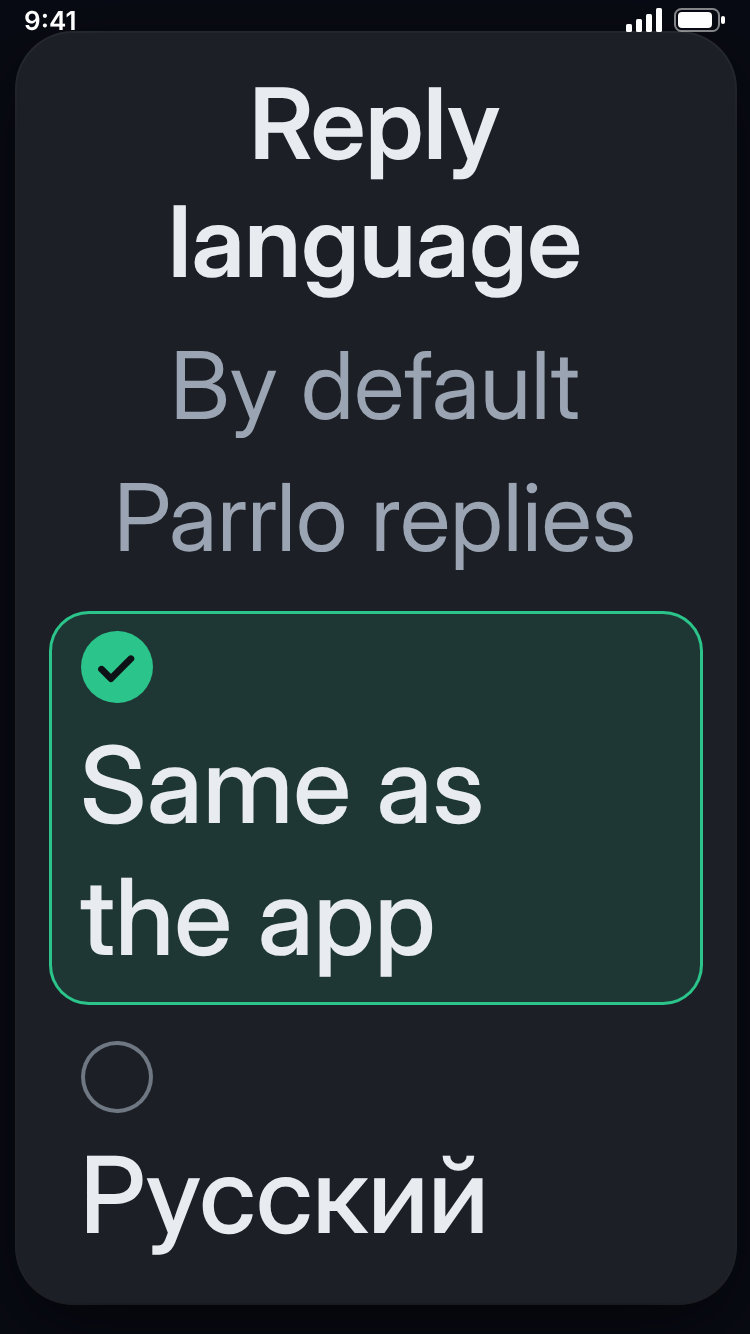 9:41
Reply
language
By default
Parrlo replies
Same as
the app
Русский